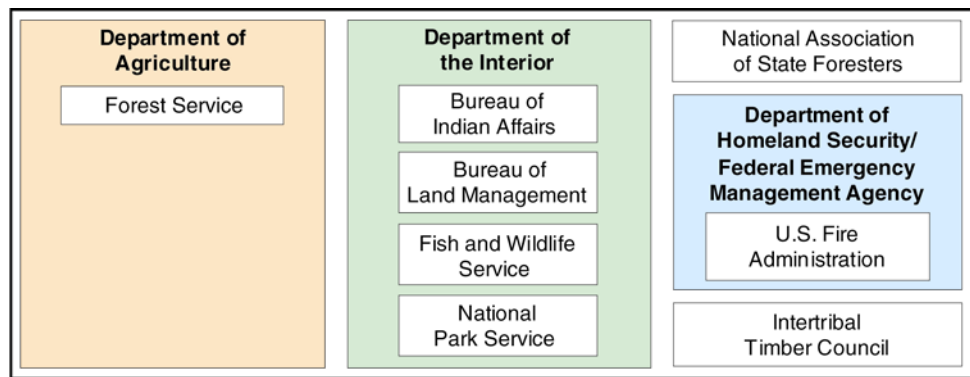 Department of
Agriculture
Forest Service
Department of
the Interior
Bureau of
Indian Affairs
Bureau of
Land Management
Fish and Wildlife
Service
National
Park Service
National Association
of State Foresters
Department of
Homeland Security/
Federal Emergency
Management Agency
U.S. Fire
Administration
Intertribal
Timber Council